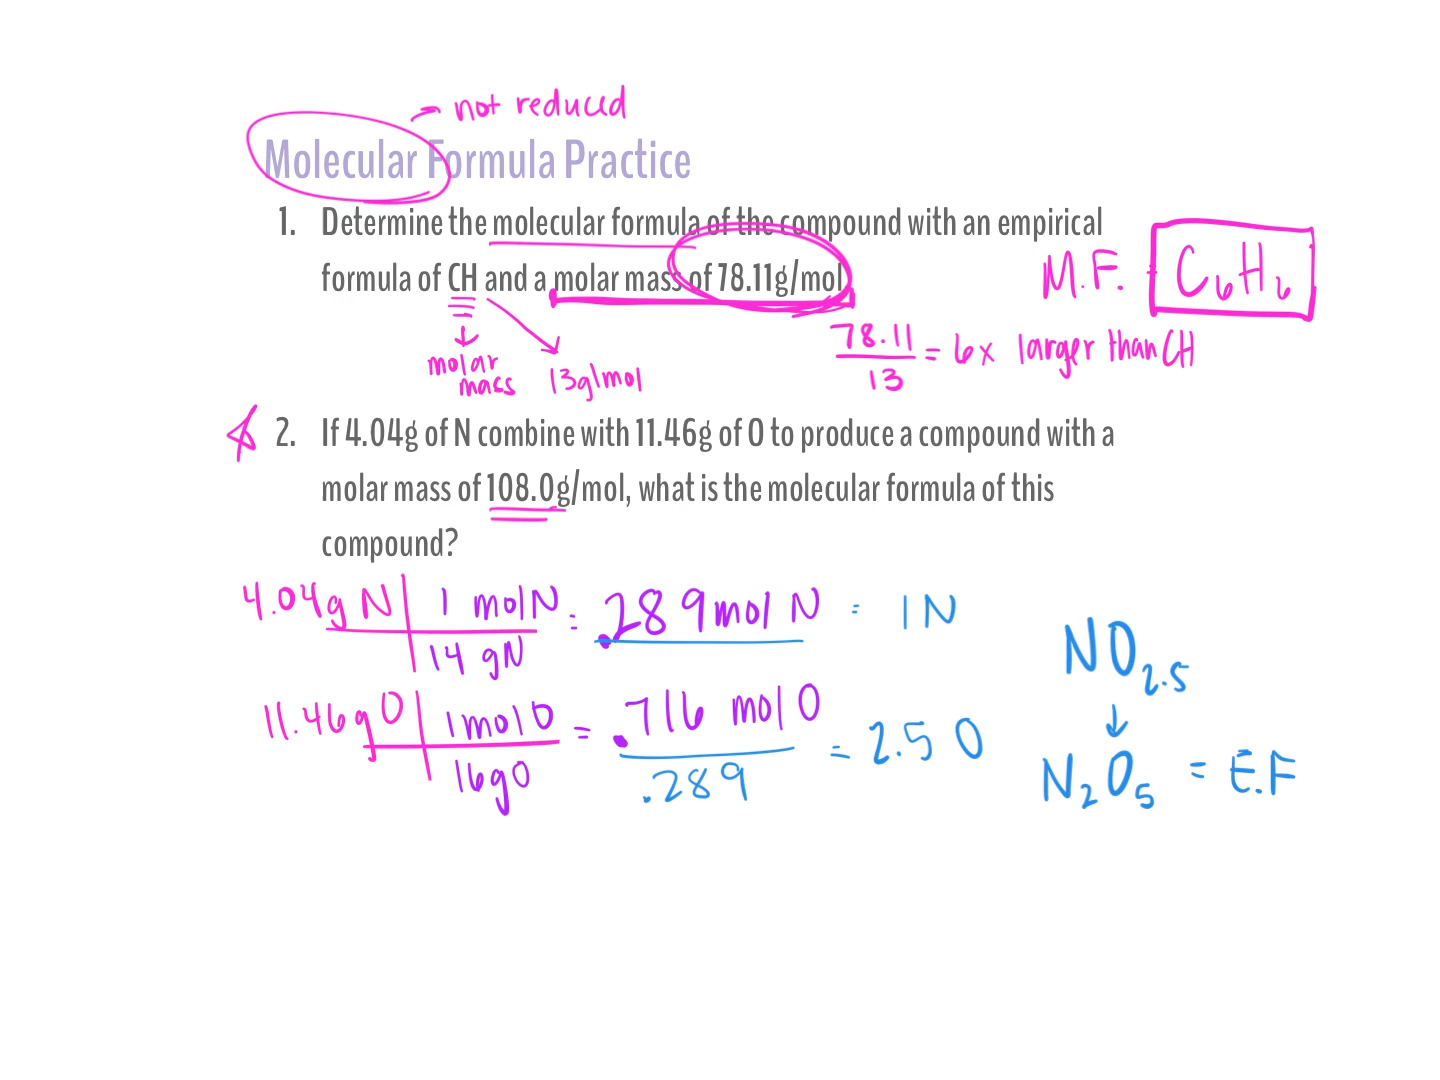 - not reduced
Molecular Formula Practice
1. Determine the molecular formula of the compound with an empirical
formula of CH and a molar mass of 78.11g/mol
M.F. = C6H6
molar
mass
13g/mol
78.11
13
= 6x larger than CH
2. If 4.04g of N combine with 11.46g of O to produce a compound with a
molar mass of 108.0g/mol, what is the molecular formula of this
compound?
4.04g N | 1 mol N = .289 mol N = 1 N
14 g N
NO2.5
11.46g O | 1 mol O = .716 mol O = 2.5 O
16g O .289
N2O5 = E.F